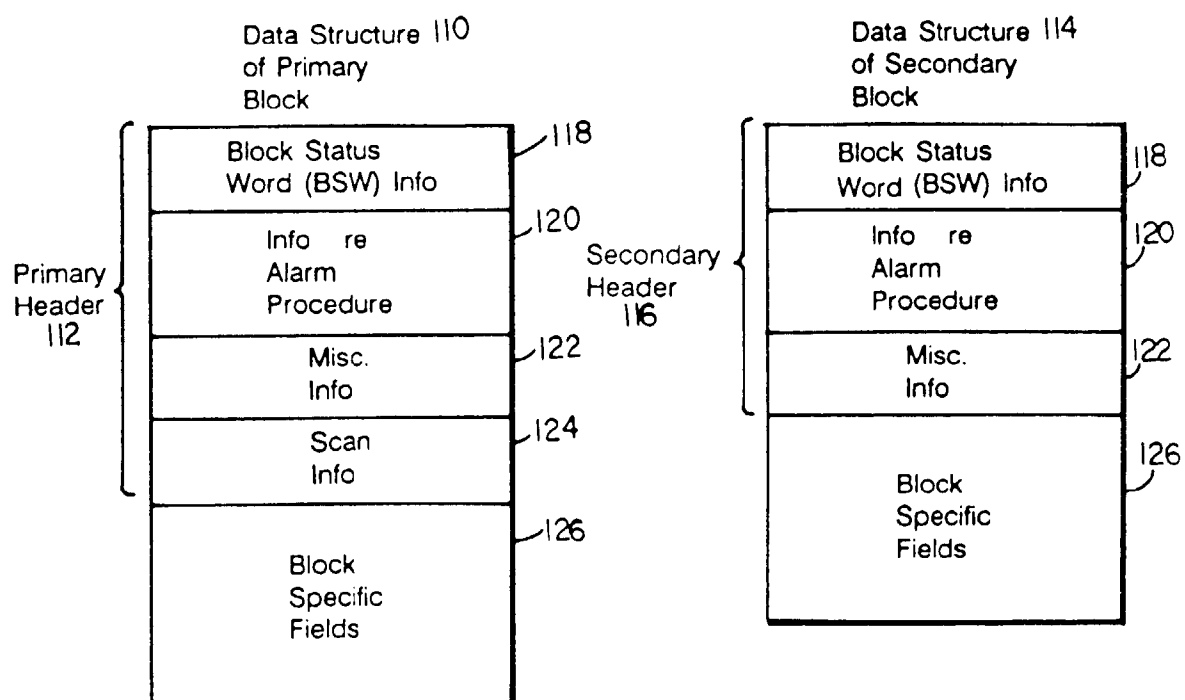 Data Structure 110
of Primary
Block
Primary
Header
112
Block Status
Word (BSW) Info
118
Info re
Alarm
Procedure
120
Misc.
Info
122
Scan
Info
124
Block
Specific
Fields
126
Data Structure 114
of Secondary
Block
Secondary
Header
116
Block Status
Word (BSW) Info
118
Info re
Alarm
Procedure
120
Misc.
Info
122
Block
Specific
Fields
126